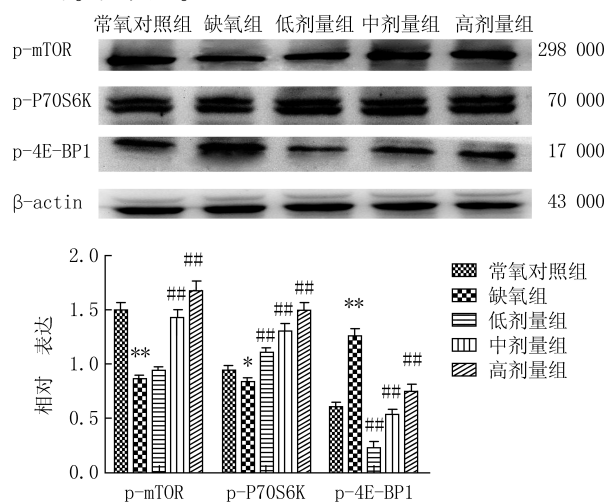 常氧对照组 缺氧组 低剂量组 中剂量组 高剂量组
p-mTOR 298 000
p-P70S6K 70 000
p-4E-BP1 17 000
β-actin 43 000
2.0
1.5
1.0
0.5
0.0
相对 表达
** ## ##
* ## ## ##
** ## ## ##
p-mTOR p-P70S6K p-4E-BP1
常氧对照组
缺氧组
低剂量组
中剂量组
高剂量组